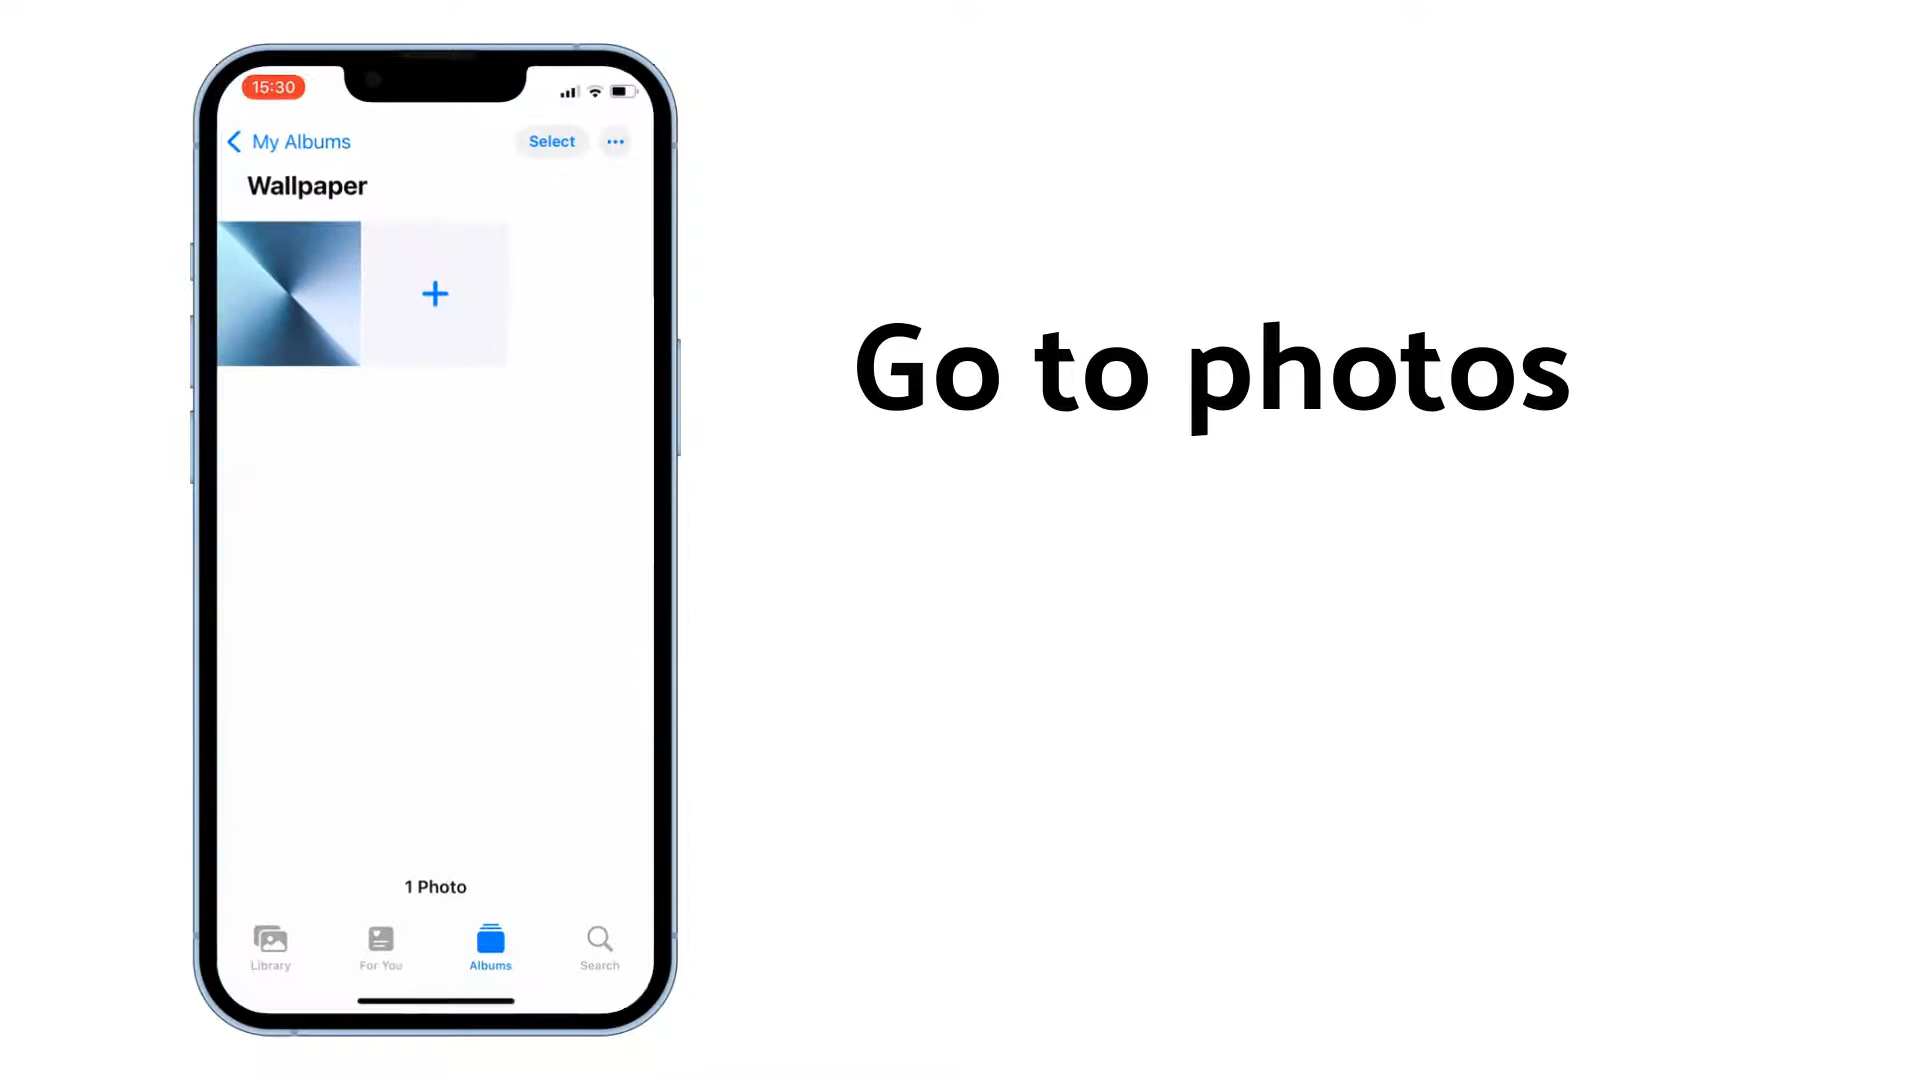 15:30
My Albums
Select
Wallpaper
Go to photos
1 Photo
Library
For You
Albums
Search